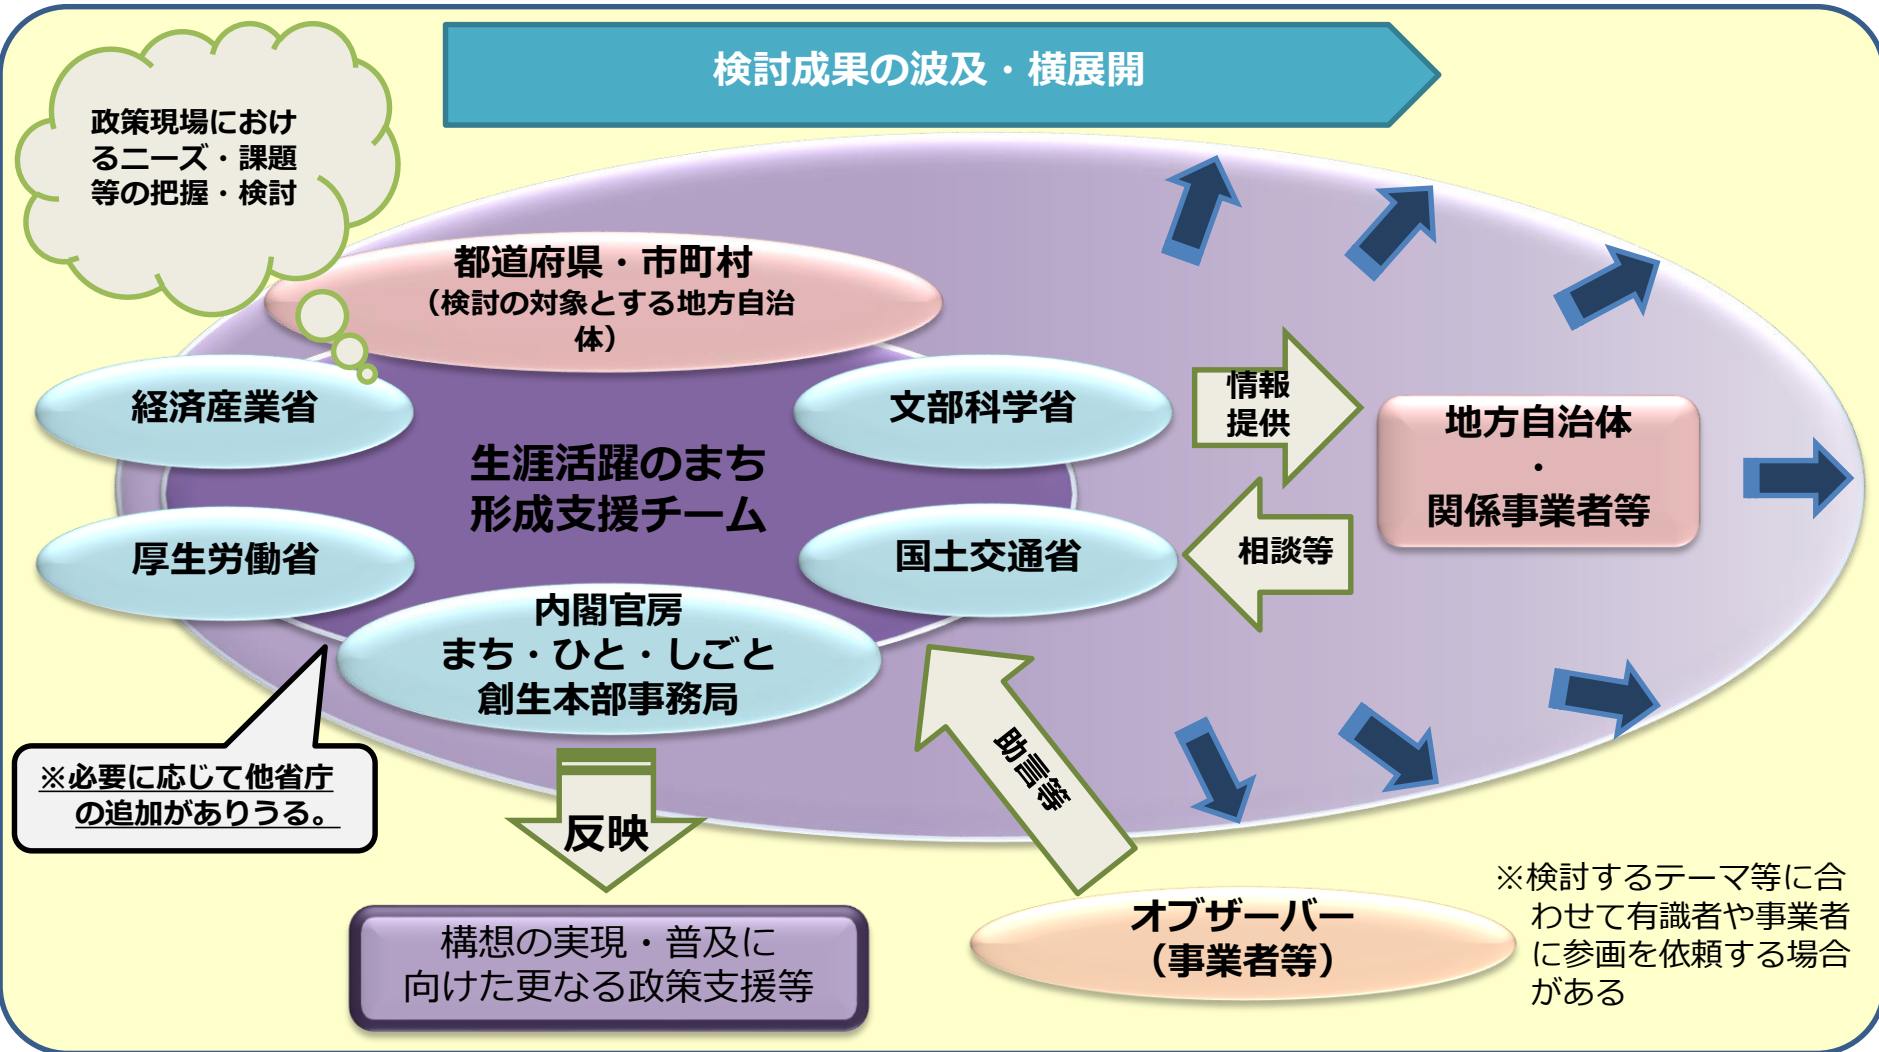 検討成果の波及・横展開
政策現場におけ
るニーズ・課題
等の把握・検討
都道府県・市町村
（検討の対象とする地方自治
体）
経済産業省
文部科学省
生涯活躍のまち
形成支援チーム
厚生労働省
国土交通省
内閣官房
まち・ひと・しごと
創生本部事務局
情報
提供
相談等
地方自治体
・
関係事業者等
※必要に応じて他省庁
の追加がありうる。
反映
助言等
構想の実現・普及に
向けた更なる政策支援等
オブザーバー
（事業者等）
※検討するテーマ等に合
わせて有識者や事業者
に参画を依頼する場合
がある